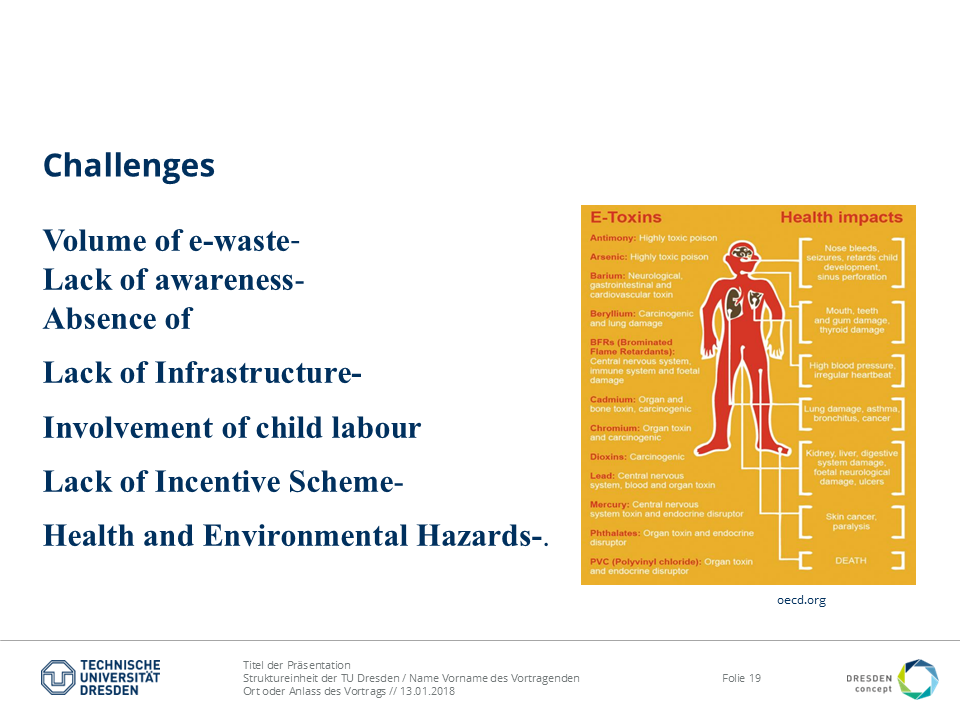 Challenges
Volume of e-waste-
Lack of awareness-
Absence of
Lack of Infrastructure-
Involvement of child labour
Lack of Incentive Scheme-
Health and Environmental Hazards-.
E-Toxins
Antimony: Highly toxic poison
Arsenic: Highly toxic poison
Barium: Neurological,
gastrointestinal and
cardiovascular toxin
Beryllium: Carcinogenic
and lung damage
BFRs (Brominated
Flame Retardants):
Central nervous system,
immune system and foetal
damage
Cadmium: Organ and
bone toxin, carcinogenic
Chromium: Organ toxin
and carcinogenic
Dioxins: Carcinogenic
Lead: Central nervous
system, blood and organ toxin
Mercury: Central nervous
system toxin and endocrine disruptor
Phthalates: Organ toxin and endocrine
disruptor
PVC (Polyvinyl chloride): Organ toxin
and endocrine disruptor
Health impacts
Nose bleeds,
seizures, retards child
development,
sinus perforation
Mouth, teeth
and gum damage,
thyroid damage
High blood pressure,
irregular heartbeat
Lung damage, asthma,
bronchitis, cancer
Kidney, liver, digestive
system damage,
foetal neurological
damage, ulcers
Skin cancer,
paralysis
DEATH
oecd.org
TECHNISCHE
UNIVERSITÄT
DRESDEN
Titel der Präsentation
Struktureinheit der TU Dresden / Name Vorname des Vortragenden
Ort oder Anlass des Vortrags // 13.01.2018
Folie 19
DRESDEN
concept